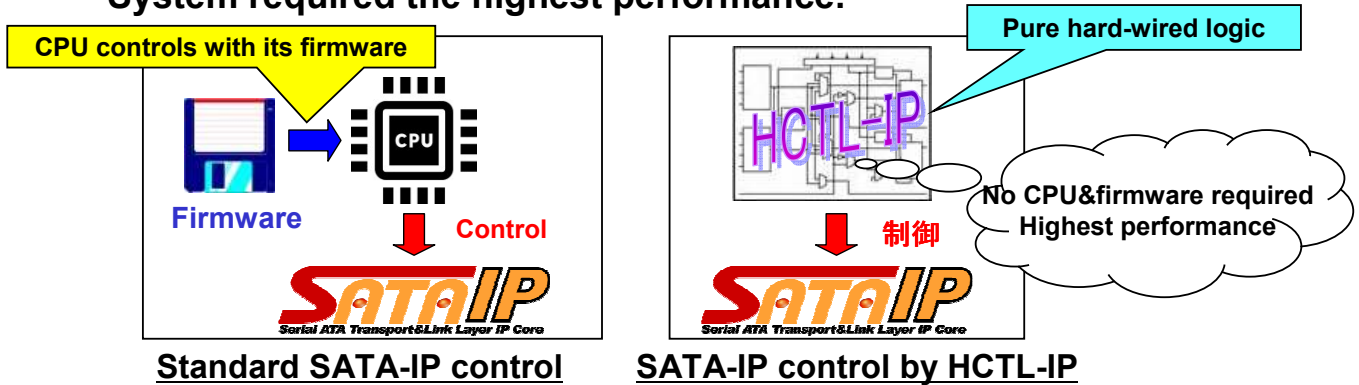 System required the highest performance.
CPU controls with its firmware
CPU
Firmware
Control
SATA IP
Serial ATA Transport&Link Layer IP Core
Standard SATA-IP control
Pure hard-wired logic
HCTL-IP
No CPU&firmware required
Highest performance
制御
SATA IP
Serial ATA Transport&Link Layer IP Core
SATA-IP control by HCTL-IP